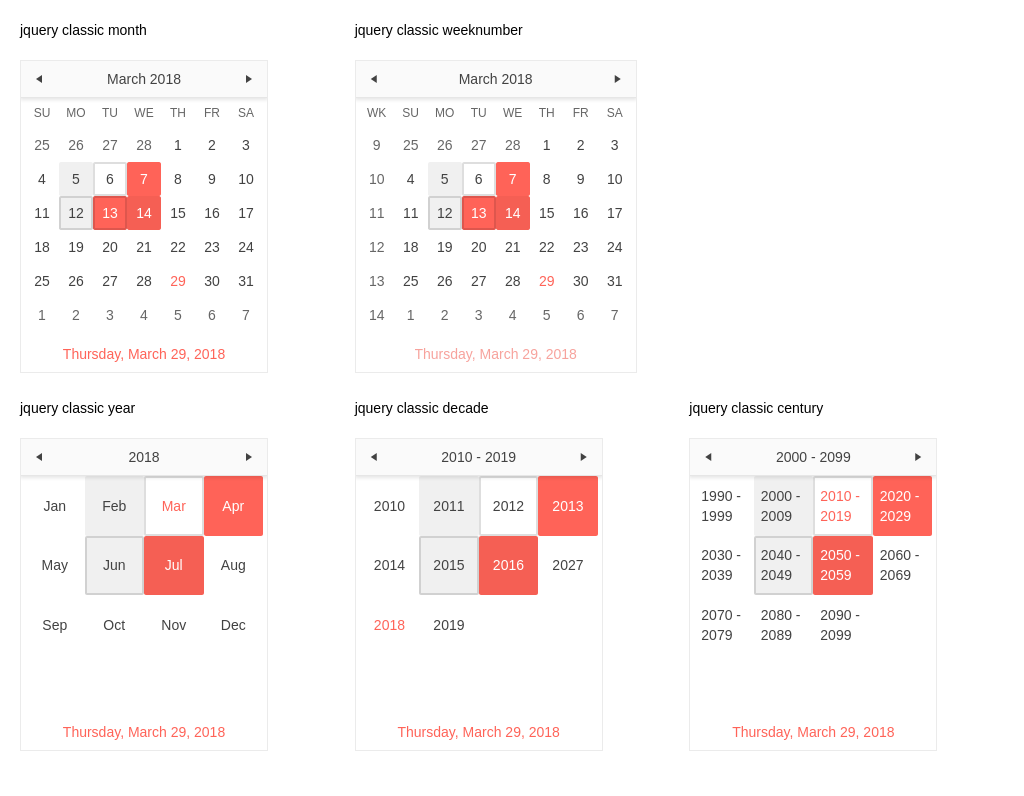 jquery classic month
March 2018
SU MO TU WE TH FR SA
25 26 27 28 1 2 3
4 5 6 7 8 9 10
11 12 13 14 15 16 17
18 19 20 21 22 23 24
25 26 27 28 29 30 31
1 2 3 4 5 6 7
Thursday, March 29, 2018
jquery classic weeknumber
March 2018
WK SU MO TU WE TH FR SA
9 25 26 27 28 1 2 3
10 4 5 6 7 8 9 10
11 11 12 13 14 15 16 17
12 18 19 20 21 22 23 24
13 25 26 27 28 29 30 31
14 1 2 3 4 5 6 7
Thursday, March 29, 2018
jquery classic year
2018
Jan Feb Mar Apr
May Jun Jul Aug
Sep Oct Nov Dec
Thursday, March 29, 2018
jquery classic decade
2010 - 2019
2010 2011 2012 2013
2014 2015 2016 2027
2018 2019
Thursday, March 29, 2018
jquery classic century
2000 - 2099
1990 - 2000 - 2010 - 2020 -
1999 2009 2019 2029
2030 - 2040 - 2050 - 2060 -
2039 2049 2059 2069
2070 - 2080 - 2090 -
2079 2089 2099
Thursday, March 29, 2018